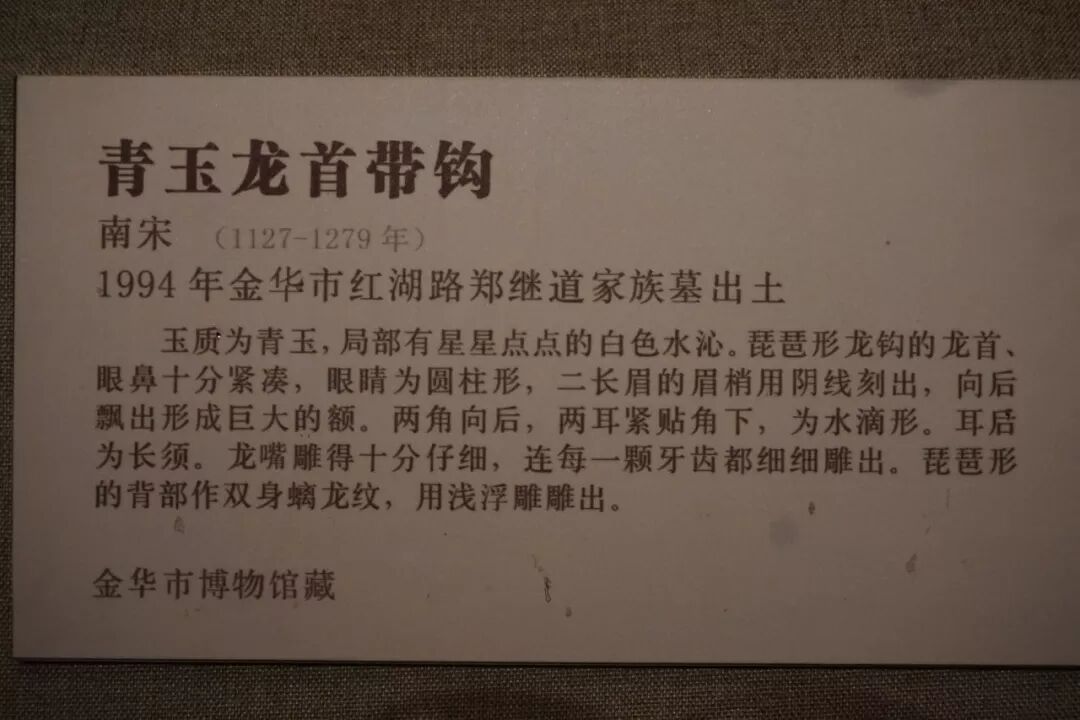 青玉龙首带钩
南宋 （1127-1279 年）
1994 年金华市红湖路郑继道家族墓出土
玉质为青玉，局部有星星点点的白色水沁。琵琶形龙钩的龙首、
眼鼻十分紧凑，眼睛为圆柱形，二长眉的眉梢用阴线刻出，向后
飘出形成巨大的额。两角向后，两耳紧贴角下，为水滴形。耳后
为长须。龙嘴雕得十分仔细，连每一颗牙齿都细细雕出。琵琶形
的背部作双身螭龙纹，用浅浮雕雕出。
金华市博物馆藏